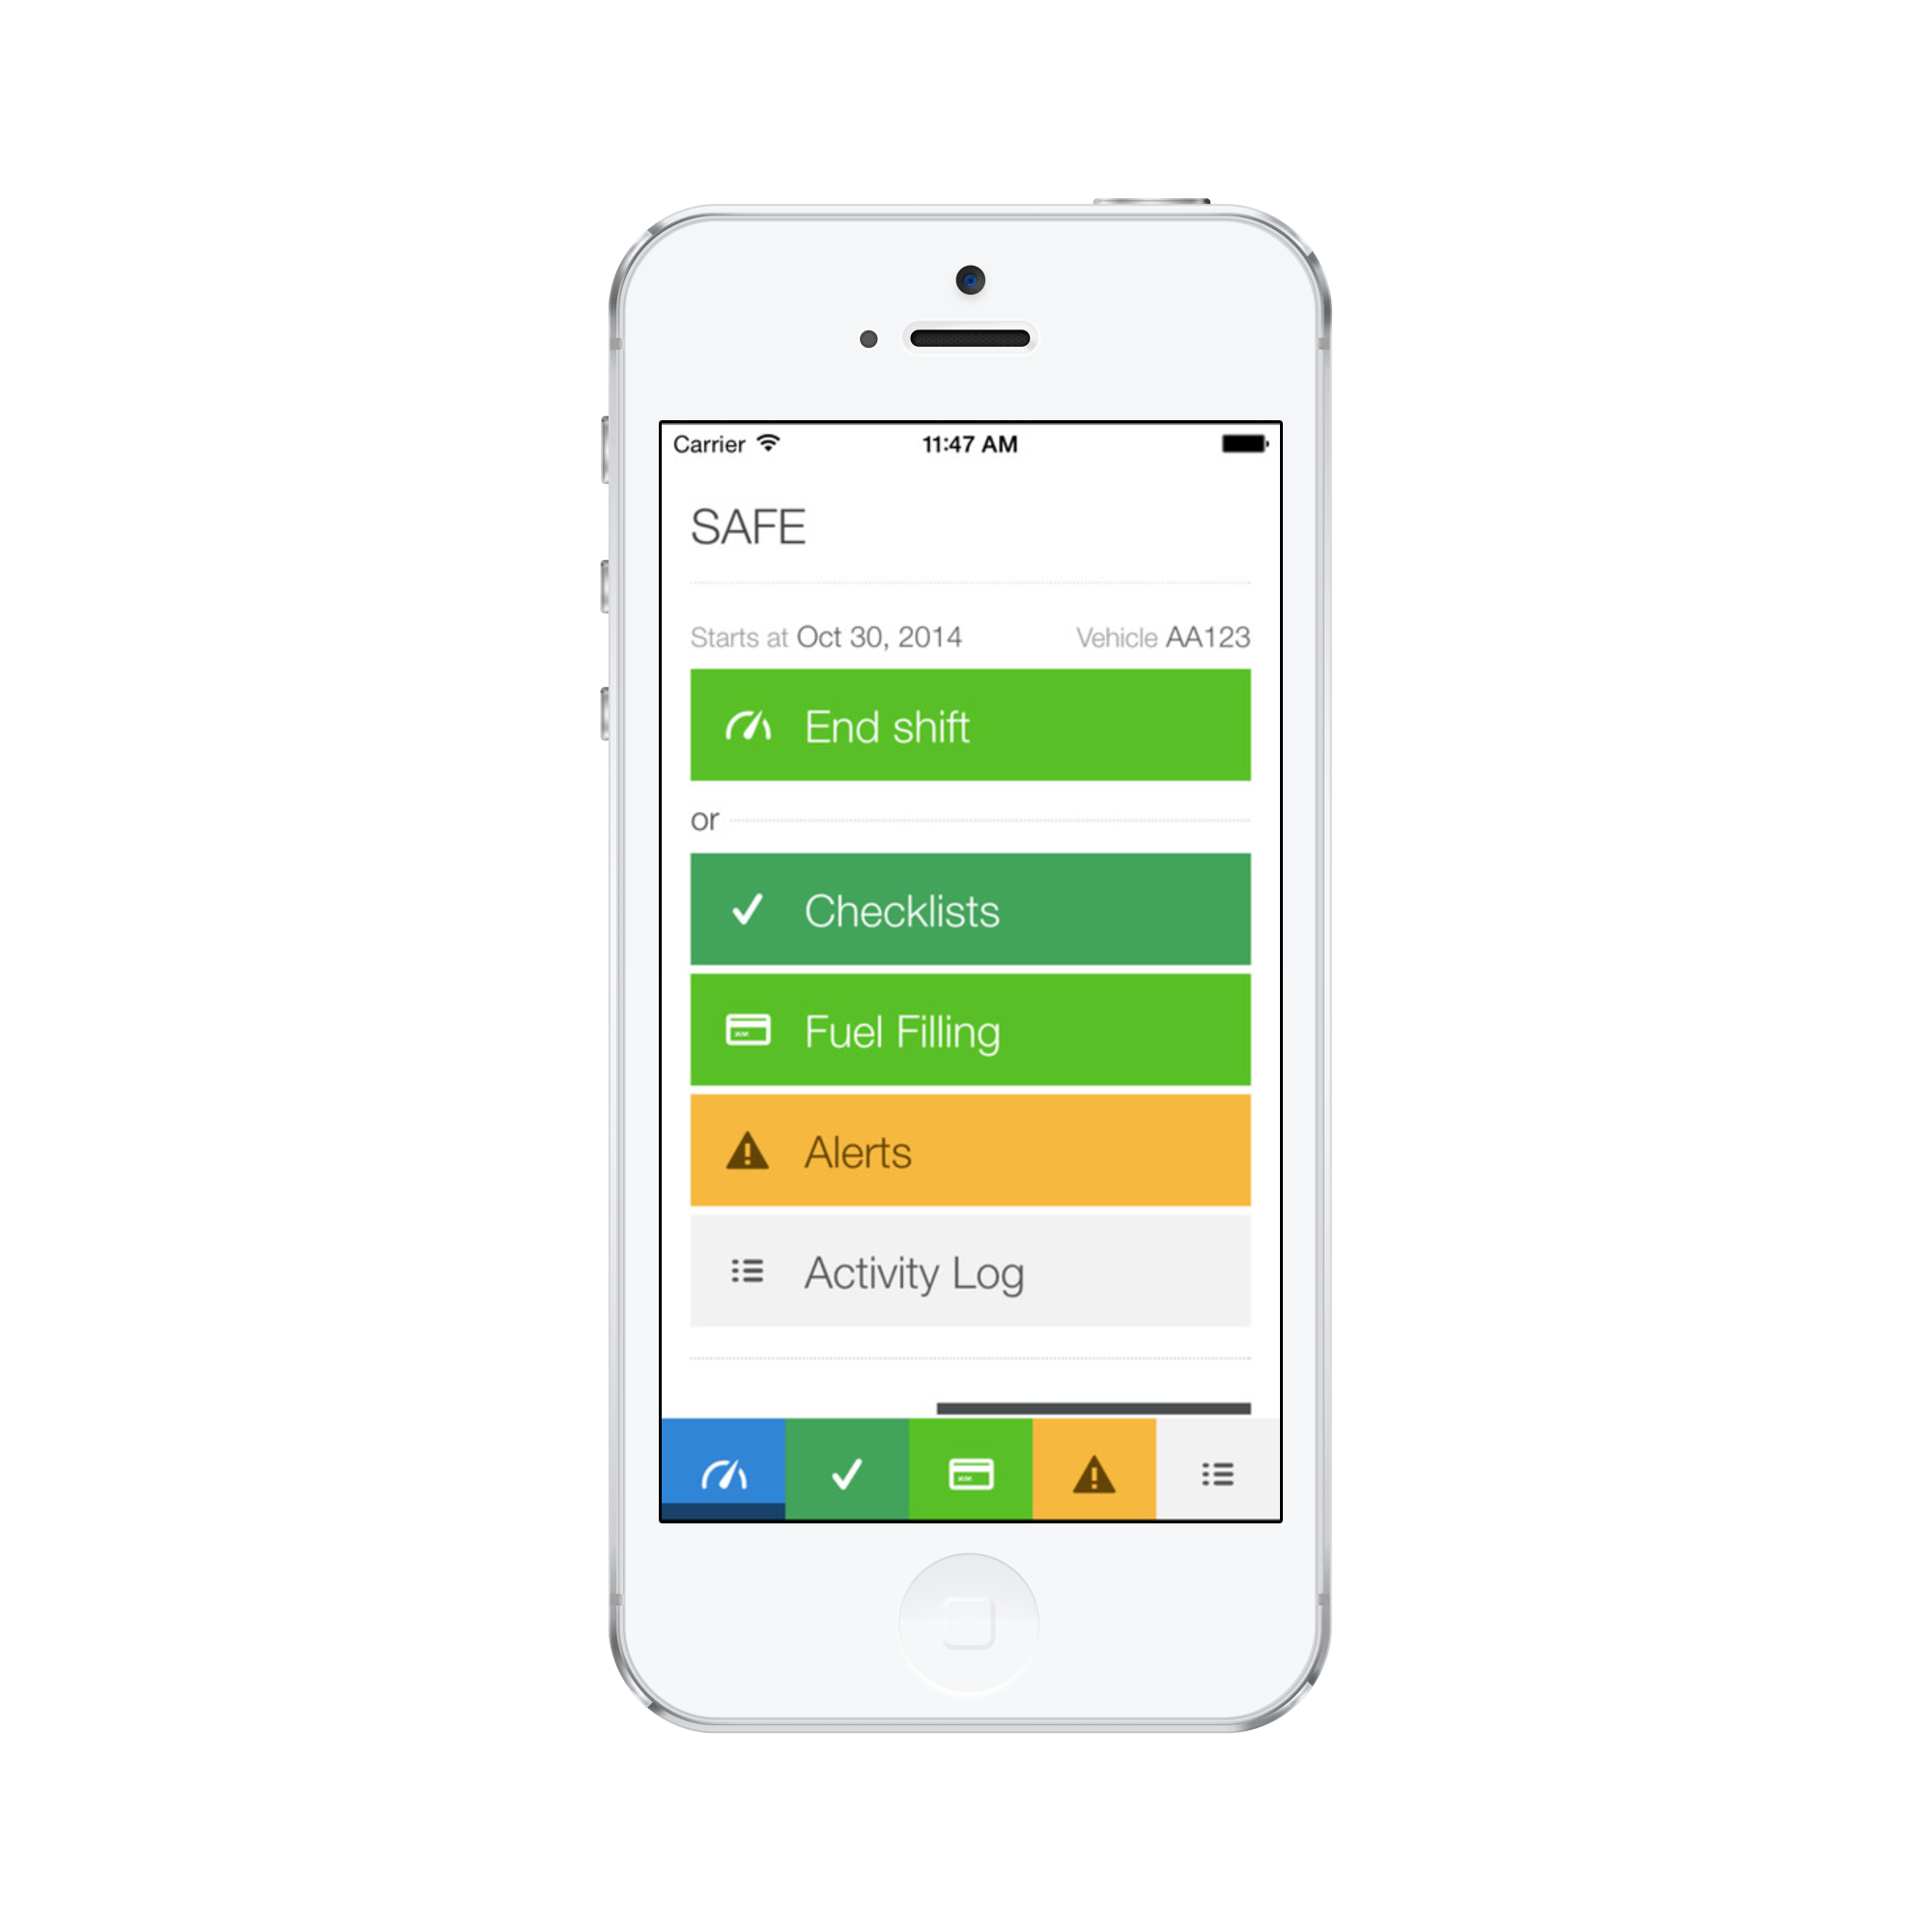 Carrier 11:47 AM
SAFE
Starts at Oct 30, 2014 Vehicle AA123
End shift
or
Checklists
Fuel Filling
Alerts
Activity Log